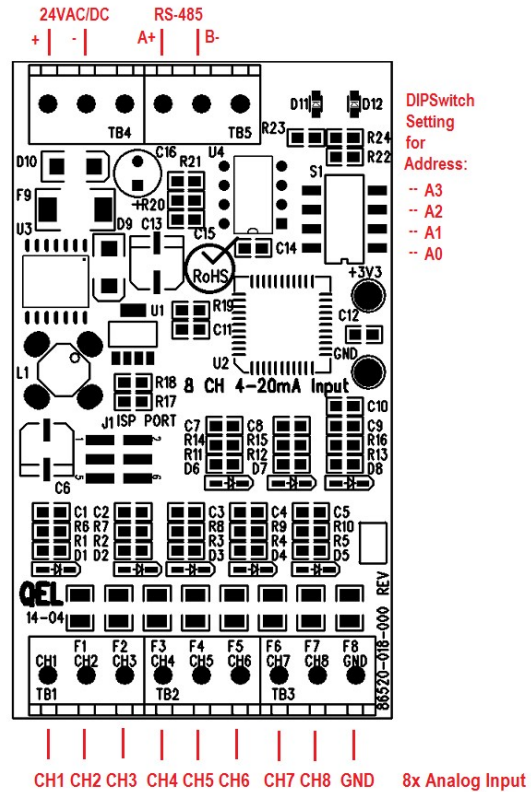 24VAC/DC RS-485
+ - A+ B-
D11 D12
DIPSwitch
Setting
for
Address:
TB4 TB5
R23 R24
C16 U4 R22
D10 R21 S1
-- A3
F9 +R20 -- A2
U3 D9 C13 C15 -- A1
C14 -- A0
RoHS +3V3
U1 R19 C12
C11
U2 GND
L1 R18 8 CH 4-20mA Input
R17 C10
J1 ISP PORT C7 C8 C9
1 2 R14 R15 R16
R11 R12 R13
5 6 D6 D7 D8
C6
C1 C2 C3 C4 C5
R6 R7 R8 R9 R10
R1 R2 R3 R4 R5
D1 D2 D3 D4 D5
QEL
14-04
86520-018-000 REV
F1 F2 F3 F4 F5 F6 F7 F8
CH1 CH2 CH3 CH4 CH5 CH6 CH7 CH8 GND
TB1 TB2 TB3
CH1 CH2 CH3 CH4 CH5 CH6 CH7 CH8 GND 8x Analog Input